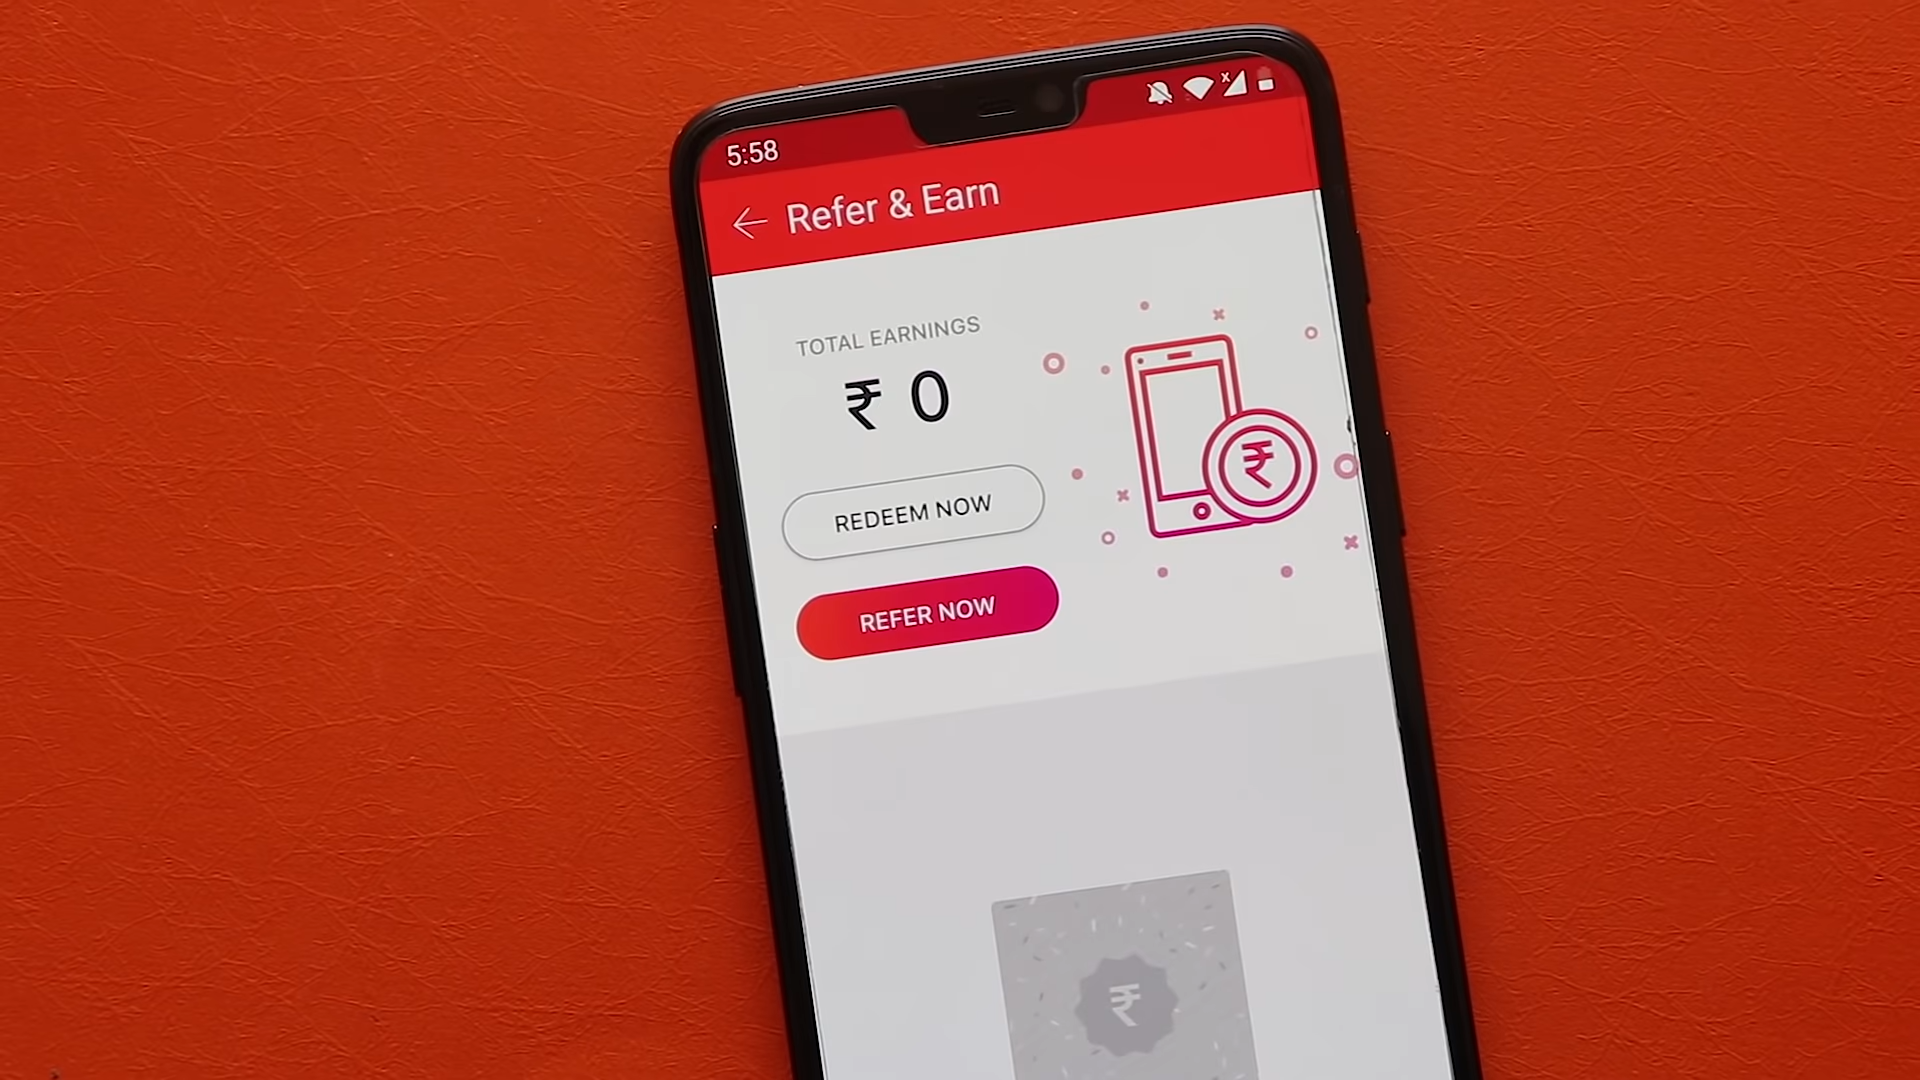 5:58
Refer & Earn
TOTAL EARNINGS
₹ 0
REDEEM NOW
₹
REFER NOW
₹